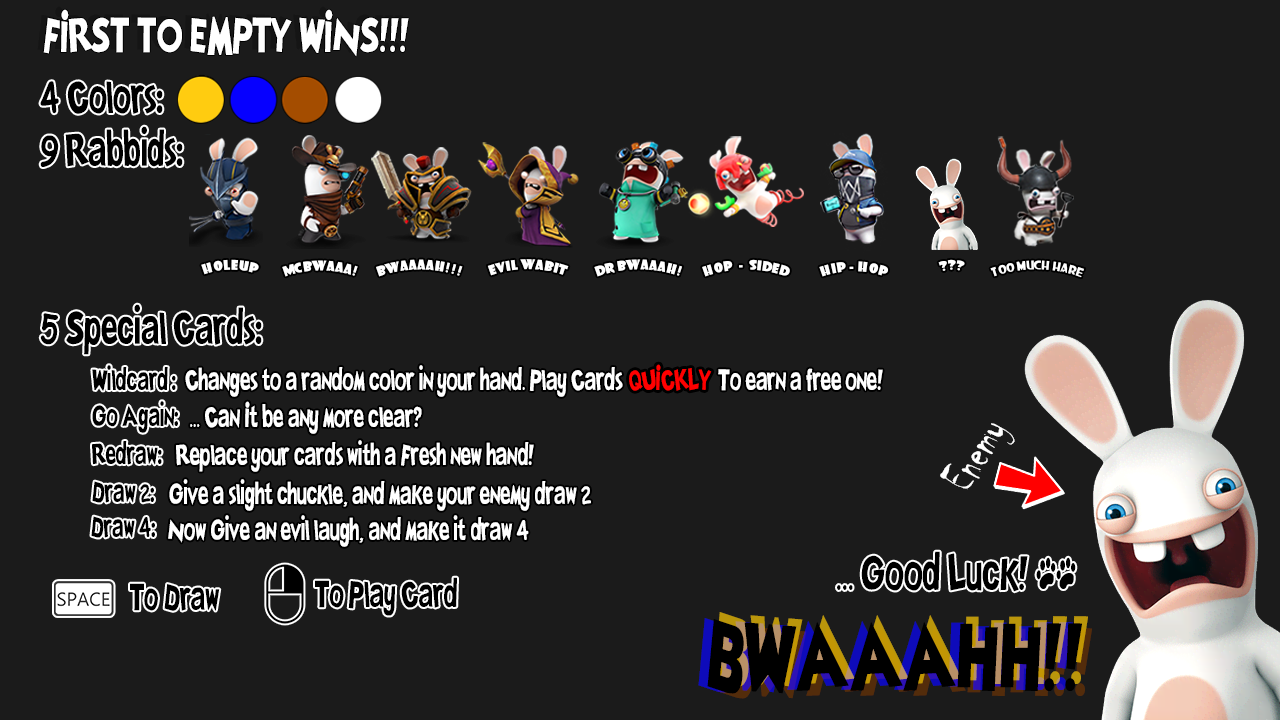 FIRST TO EMPTY WINS!!!
4 Colors:
9 Rabbids:
HOLEUP MCBWAAA! BWAAAAH!!! EVIL WABIT DR BWAAAH! HOP - SIDED HIP - HOP ??? TOO MUCH HARE
5 Special Cards:
Wildcard: Changes to a random color in your hand. Play Cards QUICKLY To earn a free one!
Go Again: ... Can it be any more clear?
Redraw: Replace your cards with a Fresh new hand!
Draw 2: Give a slight chuckle, and make your enemy draw 2
Draw 4: Now Give an evil laugh, and make it draw 4
Enemy
SPACE To Draw To Play Card
... Good Luck!
BWAAAHH!!